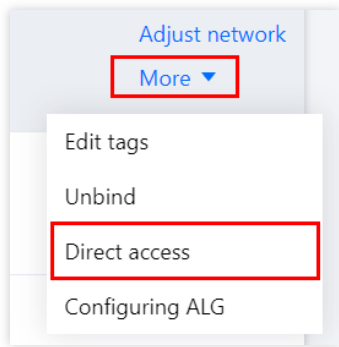 Adjust network
More
Edit tags
Unbind
Direct access
Configuring ALG